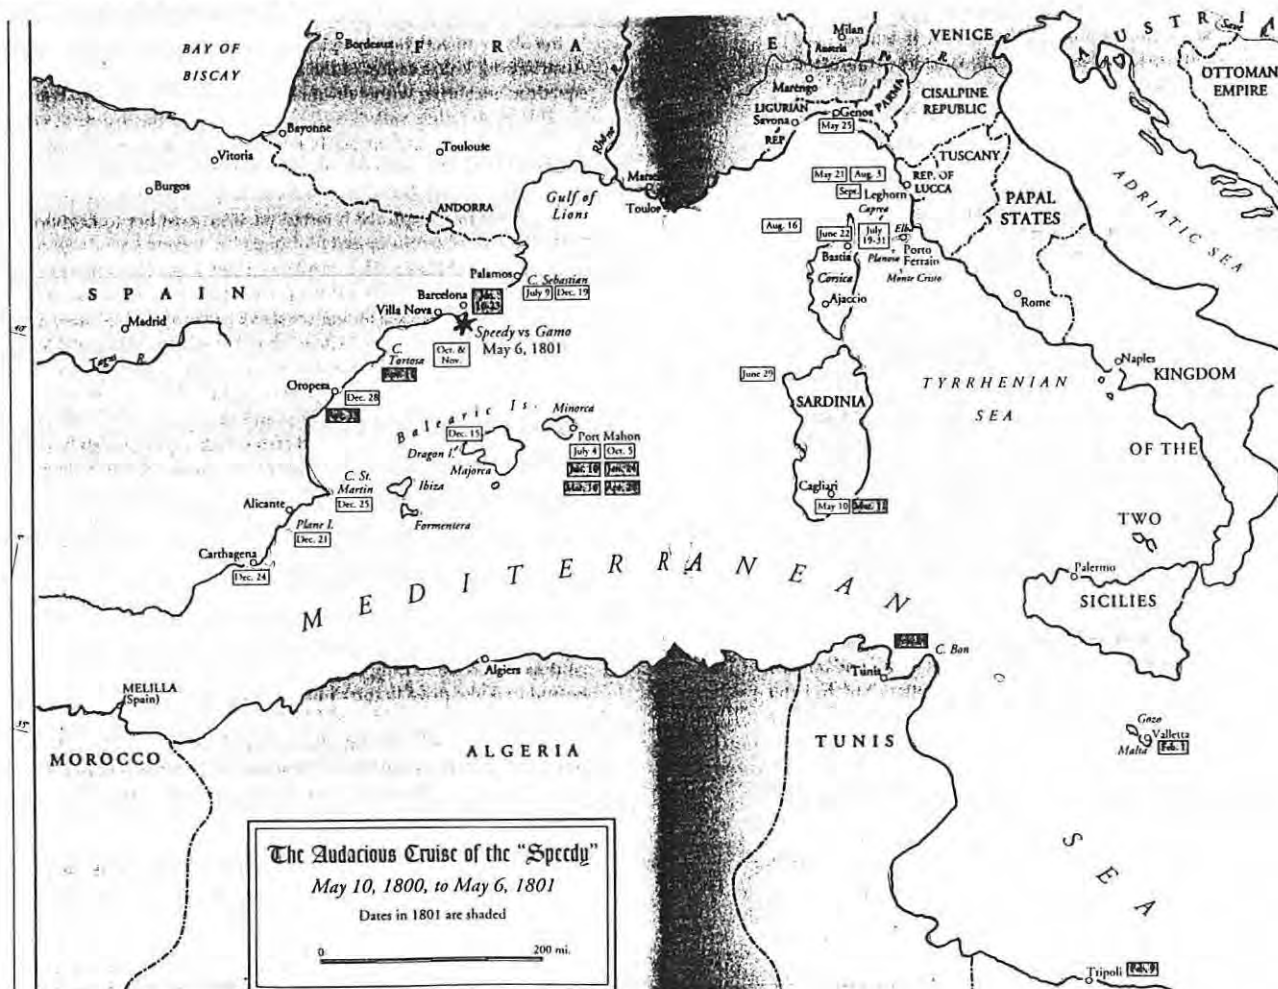 BAY OF
BISCAY
Bordeaux
F R A
E
Milan
Austria
VENICE
A U S T R I A
OTTOMAN
EMPIRE
Marengo
PARMA
CISALPINE
REPUBLIC
LIGURIAN
Savona
REP
Genoa
May 25
Bayonne
Vitoria
Toulouse
Burgos
ANDORRA
Gulf of
Lions
TUSCANY
REP. OF
LUCCA
PAPAL
STATES
ADRIATIC SEA
May 21
Aug. 3
Sept.
Leghorn
Caprea
Aug. 16
June 22
July
19-31
Bastia
Planosa
Porto
Ferrain
Monte Cristo
Corsica
Ajaccio
Rome
Palamos
C. Sebastian
July 9
Dec. 19
S P A I N
Barcelona
Villa Nova
Madrid
Tagus R.
40°
Speedy vs Gamo
May 6, 1801
C.
Tortosa
Oct. &
Nov.
Oropesa
Dec. 28
June 29
SARDINIA
TYRRHENIAN
SEA
Naples
KINGDOM
OF THE
TWO
SICILIES
Balearic Is.
Minorca
Dec. 15
Dragon I.
Majorca
Port Mahon
July 4
Oct. 5
C. St.
Martin
Dec. 25
Ibiza
Formentera
Cagliari
May 10
Alicante
Plane I.
Dec. 21
Carthagena
Dec. 24
Palermo
MEDITERRANEAN
C. Bon
Algiers
Tunis
MELILLA
(Spain)
35°
Gozo
Valletta
Malta
Feb. 1
MOROCCO
ALGERIA
TUNIS
SEA
The Audacious Cruise of the "Speedy"
May 10, 1800, to May 6, 1801
Dates in 1801 are shaded
0
200 mi.
Tripoli